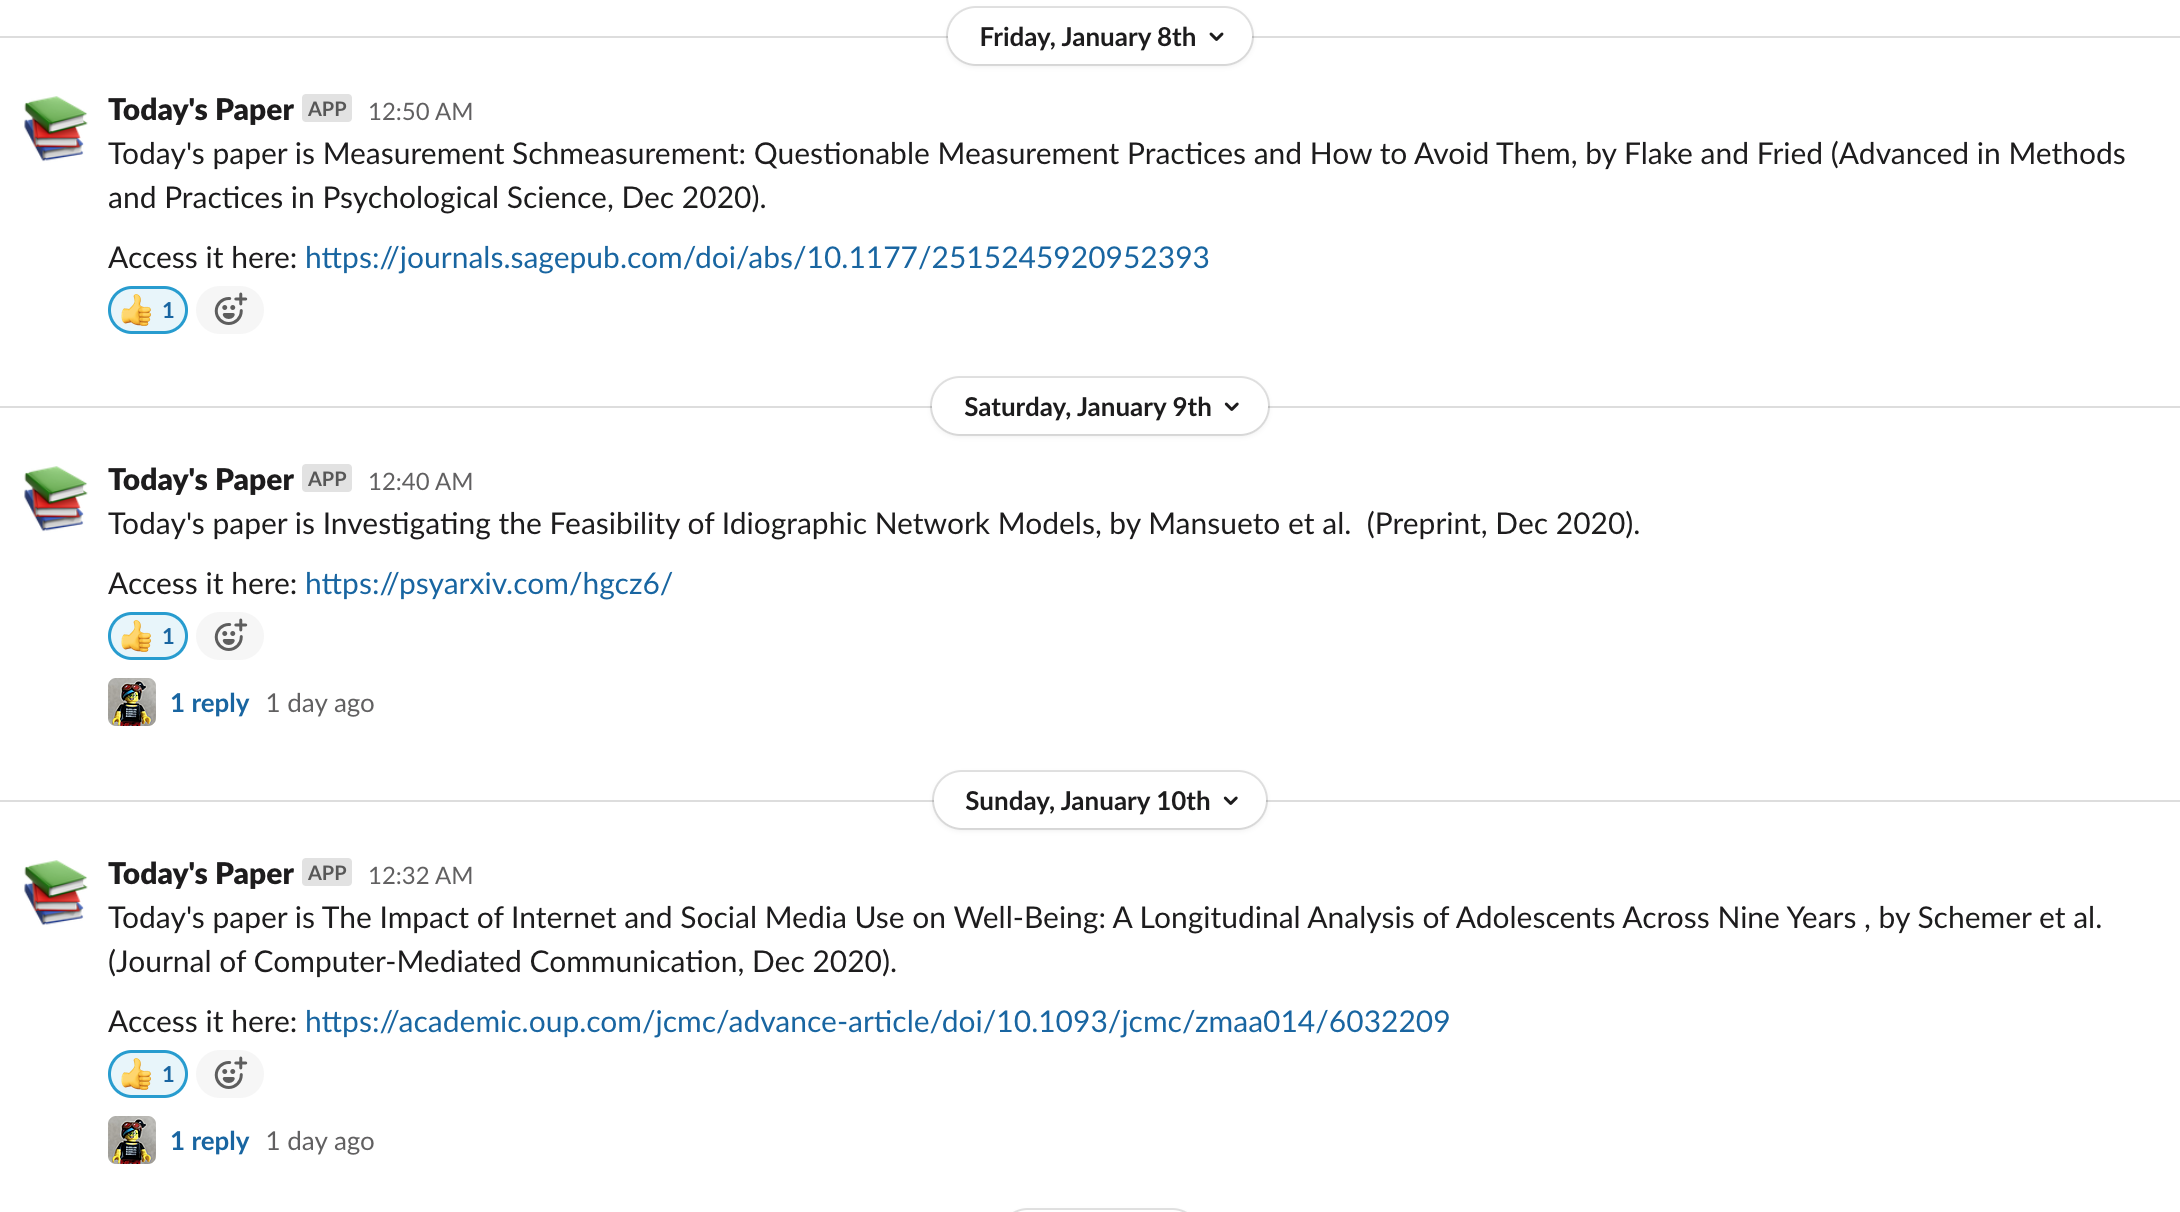 Friday, January 8th
Today's Paper APP 12:50 AM
Today's paper is Measurement Schmeasurement: Questionable Measurement Practices and How to Avoid Them, by Flake and Fried (Advanced in Methods
and Practices in Psychological Science, Dec 2020).
Access it here: https://journals.sagepub.com/doi/abs/10.1177/2515245920952393
1
Saturday, January 9th
Today's Paper APP 12:40 AM
Today's paper is Investigating the Feasibility of Idiographic Network Models, by Mansueto et al.  (Preprint, Dec 2020).
Access it here: https://psyarxiv.com/hgcz6/
1
1 reply 1 day ago
Sunday, January 10th
Today's Paper APP 12:32 AM
Today's paper is The Impact of Internet and Social Media Use on Well-Being: A Longitudinal Analysis of Adolescents Across Nine Years , by Schemer et al.
(Journal of Computer-Mediated Communication, Dec 2020).
Access it here: https://academic.oup.com/jcmc/advance-article/doi/10.1093/jcmc/zmaa014/6032209
1
1 reply 1 day ago